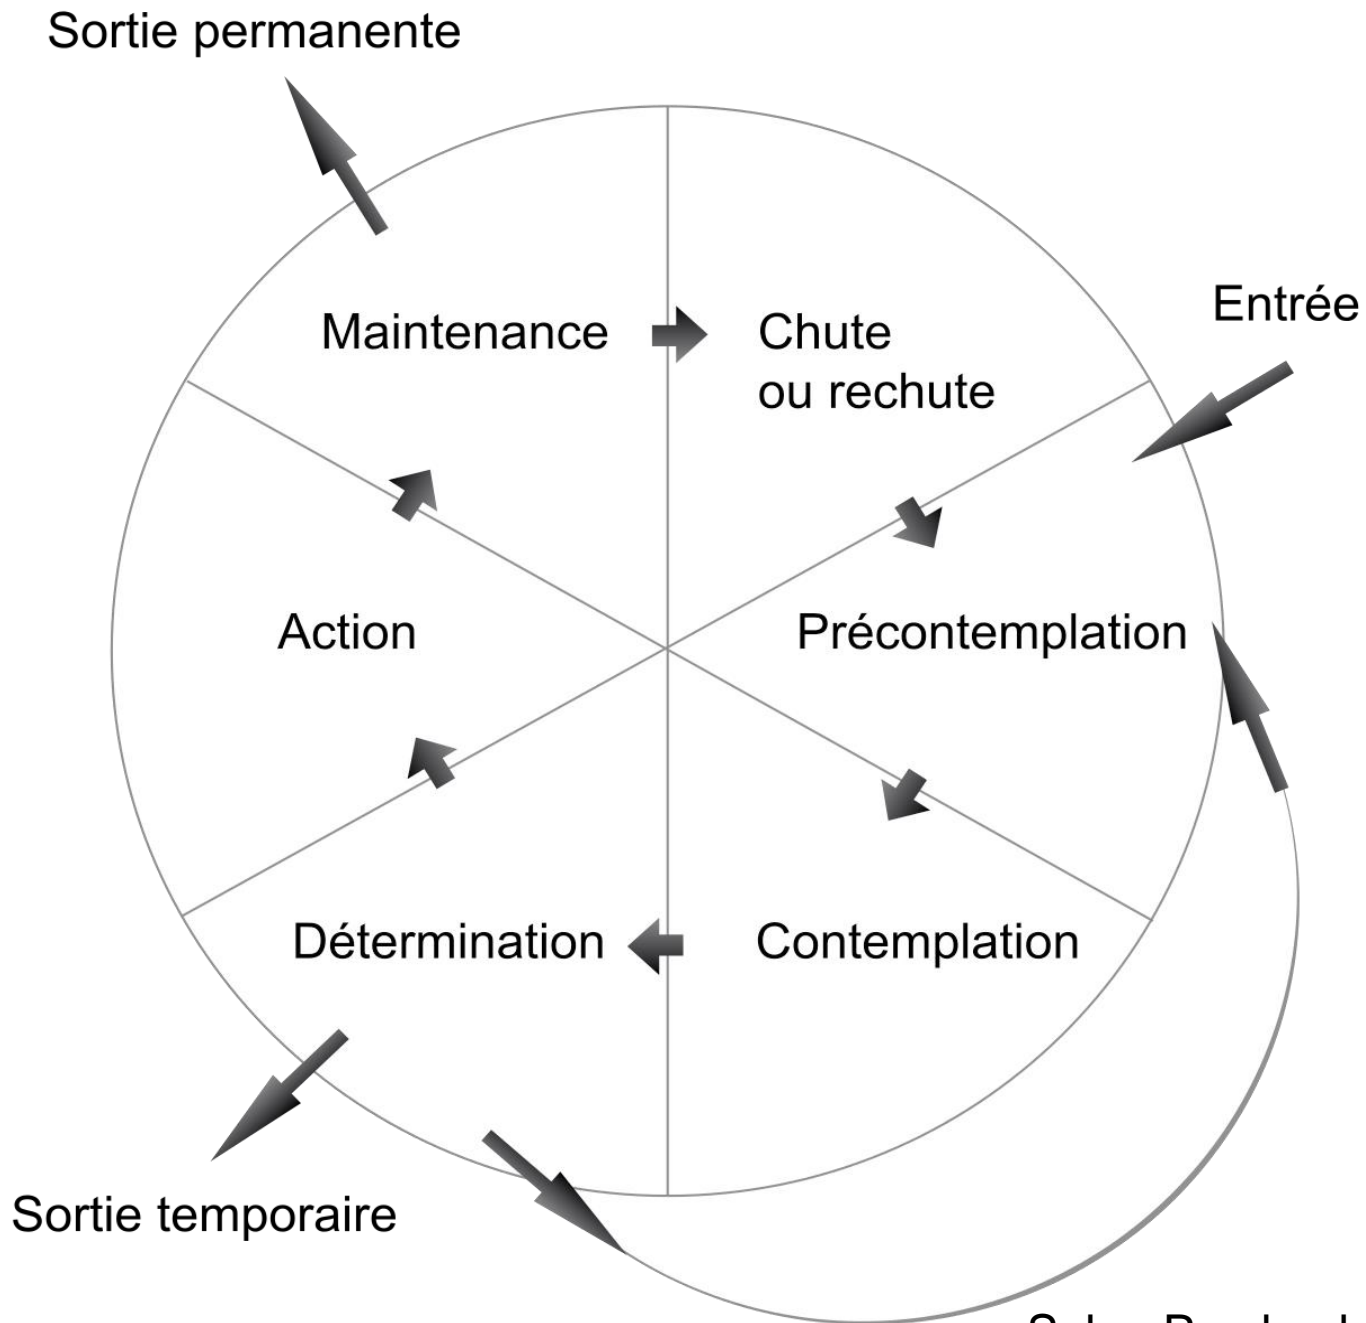 Sortie permanente
Entrée
Maintenance
Chute
ou rechute
Action
Précontemplation
Détermination
Contemplation
Sortie temporaire